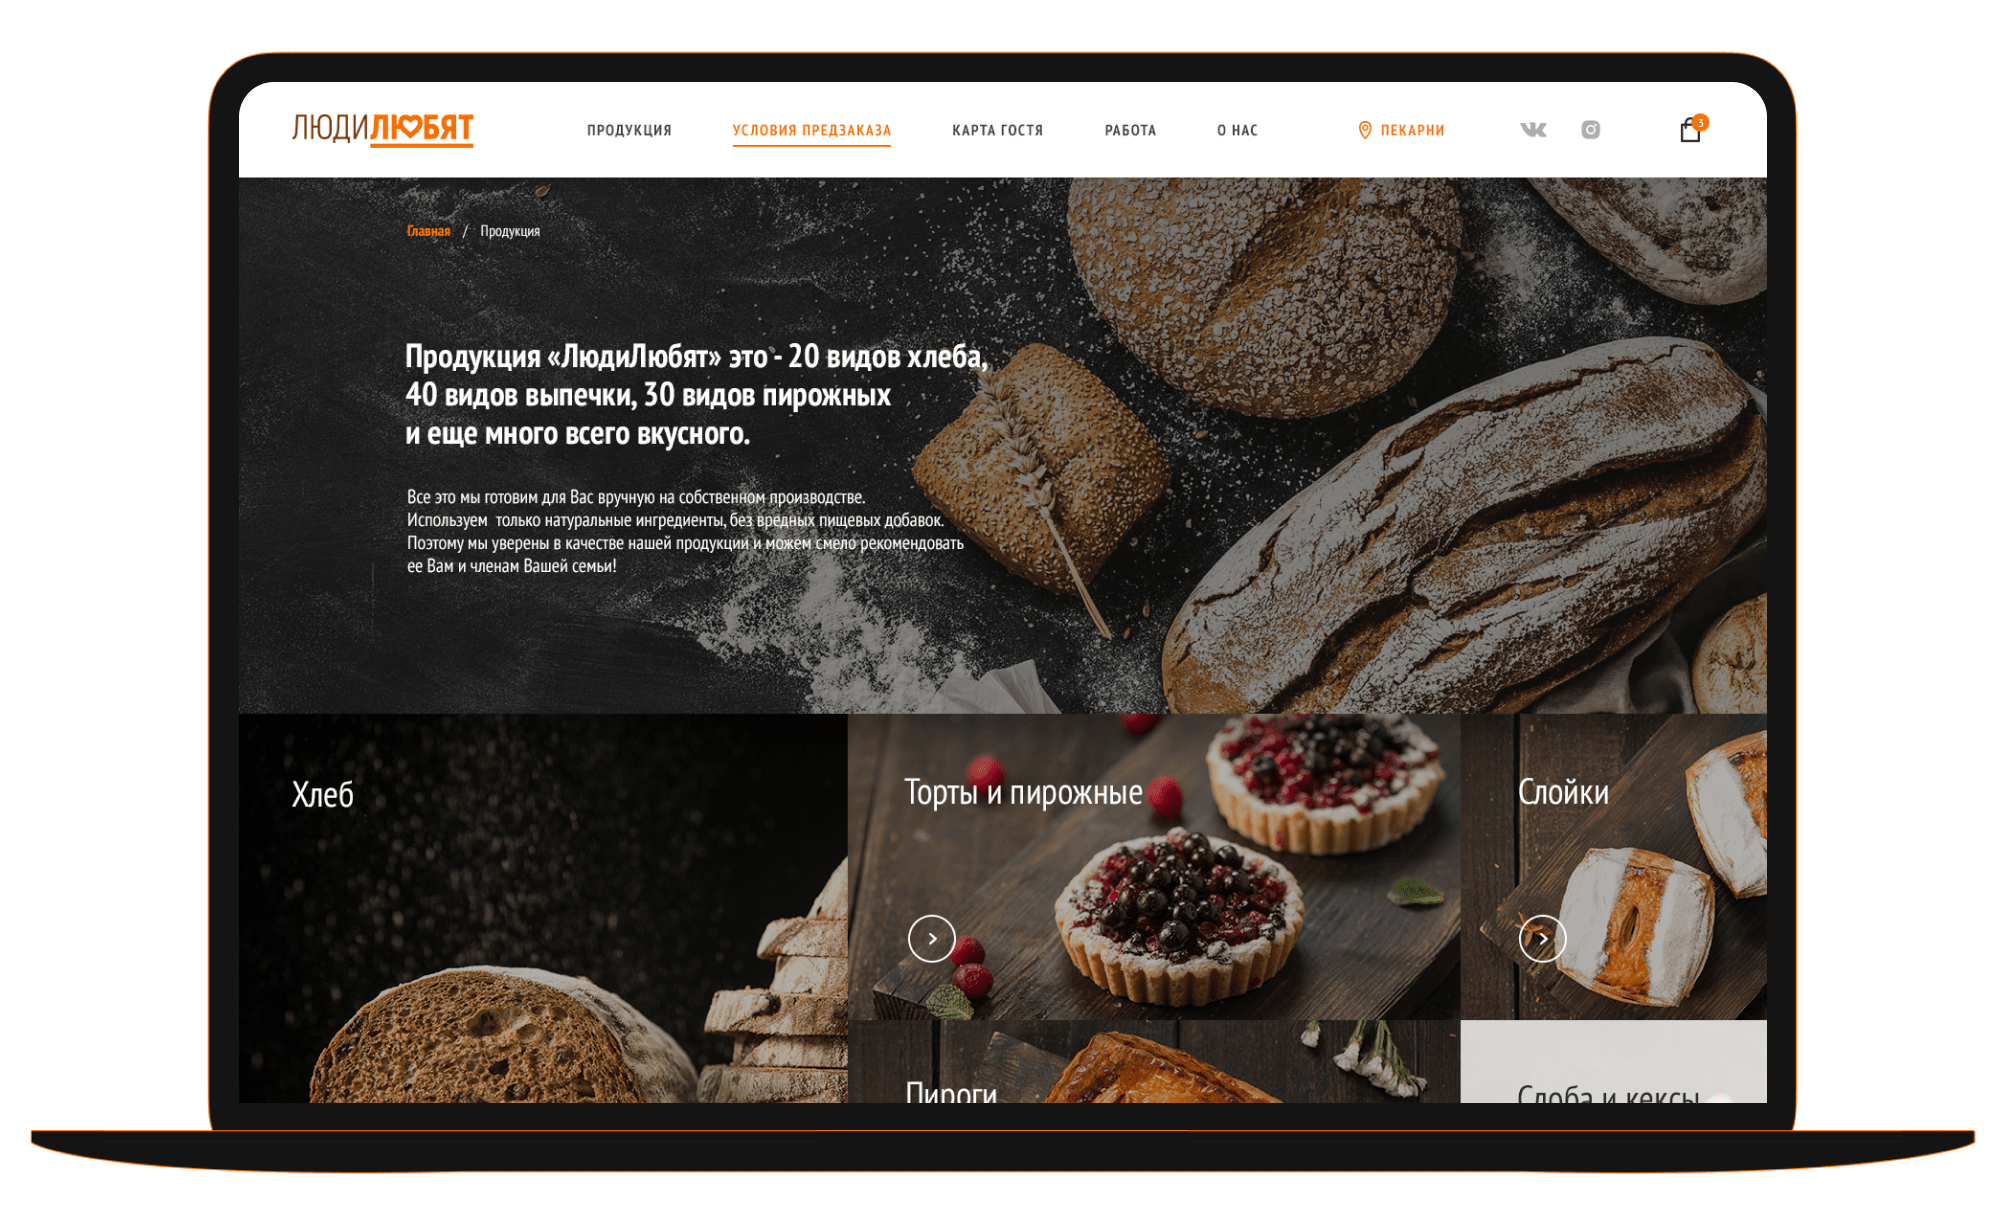 ЛЮДИЛЮБЯТ
ПРОДУКЦИЯ
УСЛОВИЯ ПРЕДЗАКАЗА
КАРТА ГОСТЯ
РАБОТА
О НАС
ПЕКАРНИ
3
Главная / Продукция
Продукция «ЛюдиЛюбят» это - 20 видов хлеба,
40 видов выпечки, 30 видов пирожных
и еще много всего вкусного.
Все это мы готовим для Вас вручную на собственном производстве.
Используем только натуральные ингредиенты, без вредных пищевых добавок.
Поэтому мы уверены в качестве нашей продукции и можем смело рекомендовать
ее Вам и членам Вашей семьи!
Хлеб
Торты и пирожные
Слойки
Пироги
Сдоба и кексы